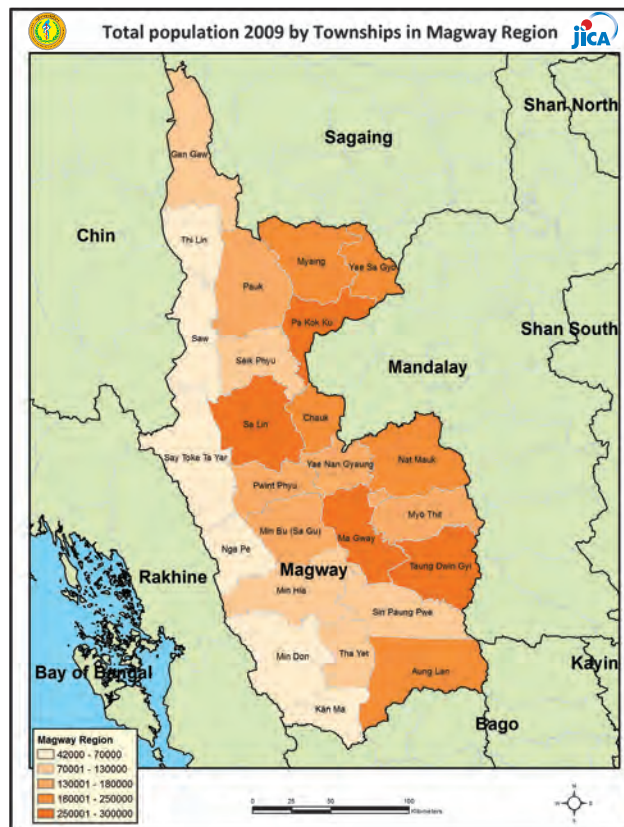 Total population 2009 by Townships in Magway Region
jICA
Shan North
Sagaing
Gan Gaw
Chin
Thi Lin
Myaing
Yae Sa Gyo
Pauk
Pa Kok Ku
Shan South
Saw
Saik Phyu
Mandalay
Sa Lin
Chauk
Say Toke Ta Yar
Yae Nan Gyaung
Nat Mauk
Pwint Phyu
Myo Thit
Min Bu (Sa Gu)
Ma Gway
Nga Pe
Taung Dwin Gyi
Rakhine
Magway
Min Hla
Sin Paung Pwe
Min Don
Tha Yet
Bay of Bengal
Aung Lan
Kayin
Kan Ma
Bago
Magway Region
42000 - 70000
70001 - 130000
130001 - 180000
160001 - 250000
250001 - 300000
0 25 50 100
Kilometers